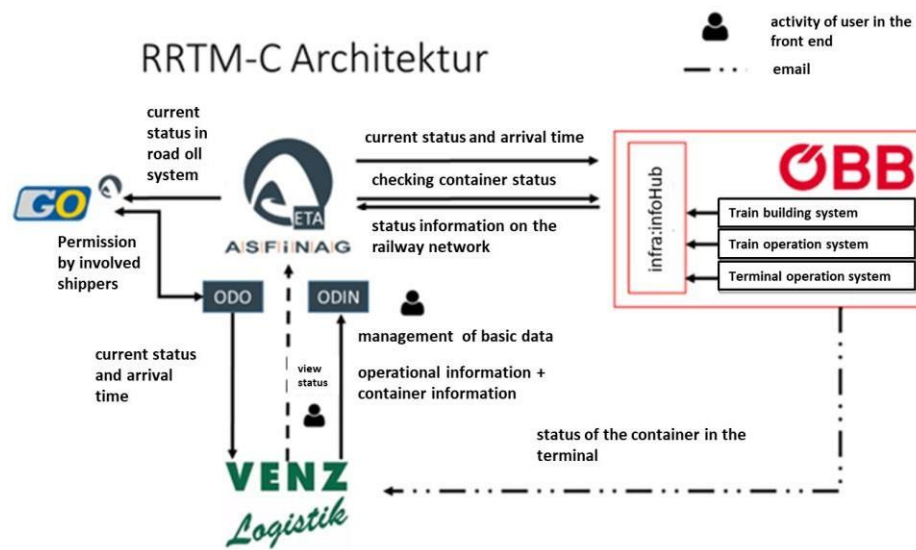 RRTM-C Architektur
activity of user in the
front end
email
current
status in
road oll
system
current status and arrival time
checking container status
status information on the
railway network
GO
ETA
A|S|F|i|N|A|G
infra:infoHub
ÖBB
Train building system
Train operation system
Terminal operation system
Permission
by involved
shippers
ODO
ODIN
management of basic data
operational information +
container information
current status
and arrival
time
view
status
status of the container in the
terminal
VENZ
Logistik